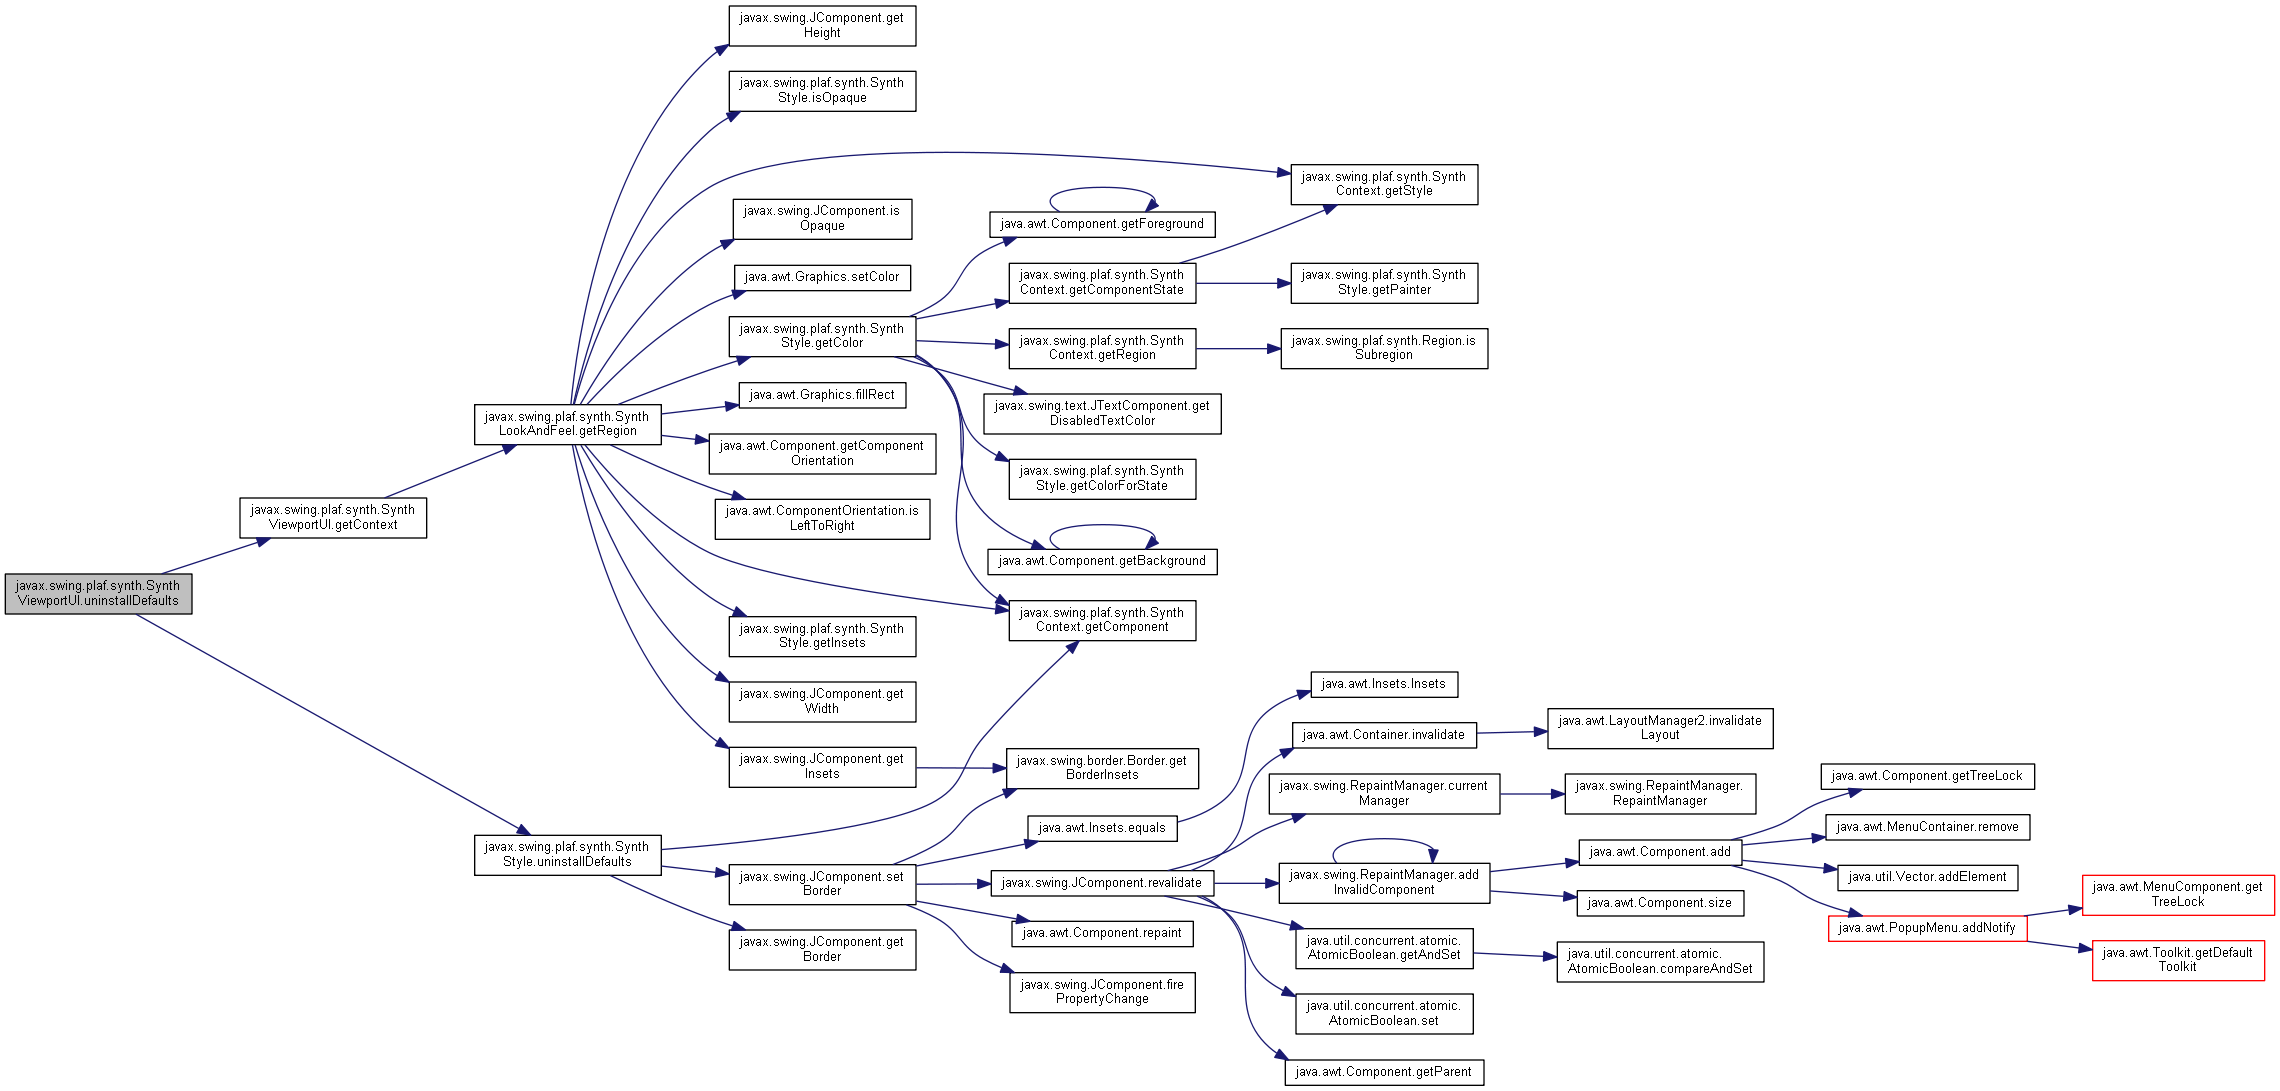 javax.swing.plaf.synth.Synth
ViewportUI.uninstallDefaults
javax.swing.plaf.synth.Synth
ViewportUI.getContext
javax.swing.plaf.synth.Synth
LookAndFeel.getRegion
javax.swing.plaf.synth.Synth
Style.uninstallDefaults
javax.swing.JComponent.get
Height
javax.swing.plaf.synth.Synth
Style.isOpaque
javax.swing.JComponent.is
Opaque
java.awt.Graphics.setColor
javax.swing.plaf.synth.Synth
Style.getColor
java.awt.Graphics.fillRect
java.awt.Component.getComponent
Orientation
java.awt.ComponentOrientation.is
LeftToRight
javax.swing.plaf.synth.Synth
Style.getInsets
javax.swing.JComponent.get
Width
javax.swing.JComponent.get
Insets
javax.swing.JComponent.set
Border
javax.swing.JComponent.get
Border
java.awt.Component.getForeground
javax.swing.plaf.synth.Synth
Context.getComponentState
javax.swing.plaf.synth.Synth
Context.getRegion
javax.swing.text.JTextComponent.get
DisabledTextColor
javax.swing.plaf.synth.Synth
Style.getColorForState
java.awt.Component.getBackground
javax.swing.plaf.synth.Synth
Context.getComponent
javax.swing.border.Border.get
BorderInsets
java.awt.Insets.equals
javax.swing.JComponent.revalidate
java.awt.Component.repaint
javax.swing.JComponent.fire
PropertyChange
javax.swing.plaf.synth.Synth
Context.getStyle
javax.swing.plaf.synth.Synth
Style.getPainter
javax.swing.plaf.synth.Region.is
Subregion
java.awt.Insets.Insets
java.awt.Container.invalidate
javax.swing.RepaintManager.current
Manager
javax.swing.RepaintManager.add
InvalidComponent
java.util.concurrent.atomic.
AtomicBoolean.getAndSet
java.util.concurrent.atomic.
AtomicBoolean.set
java.awt.Component.getParent
java.awt.LayoutManager2.invalidate
Layout
javax.swing.RepaintManager.
RepaintManager
java.awt.Component.add
java.awt.Component.size
java.util.concurrent.atomic.
AtomicBoolean.compareAndSet
java.awt.Component.getTreeLock
java.awt.MenuContainer.remove
java.util.Vector.addElement
java.awt.PopupMenu.addNotify
java.awt.MenuComponent.get
TreeLock
java.awt.Toolkit.getDefault
Toolkit